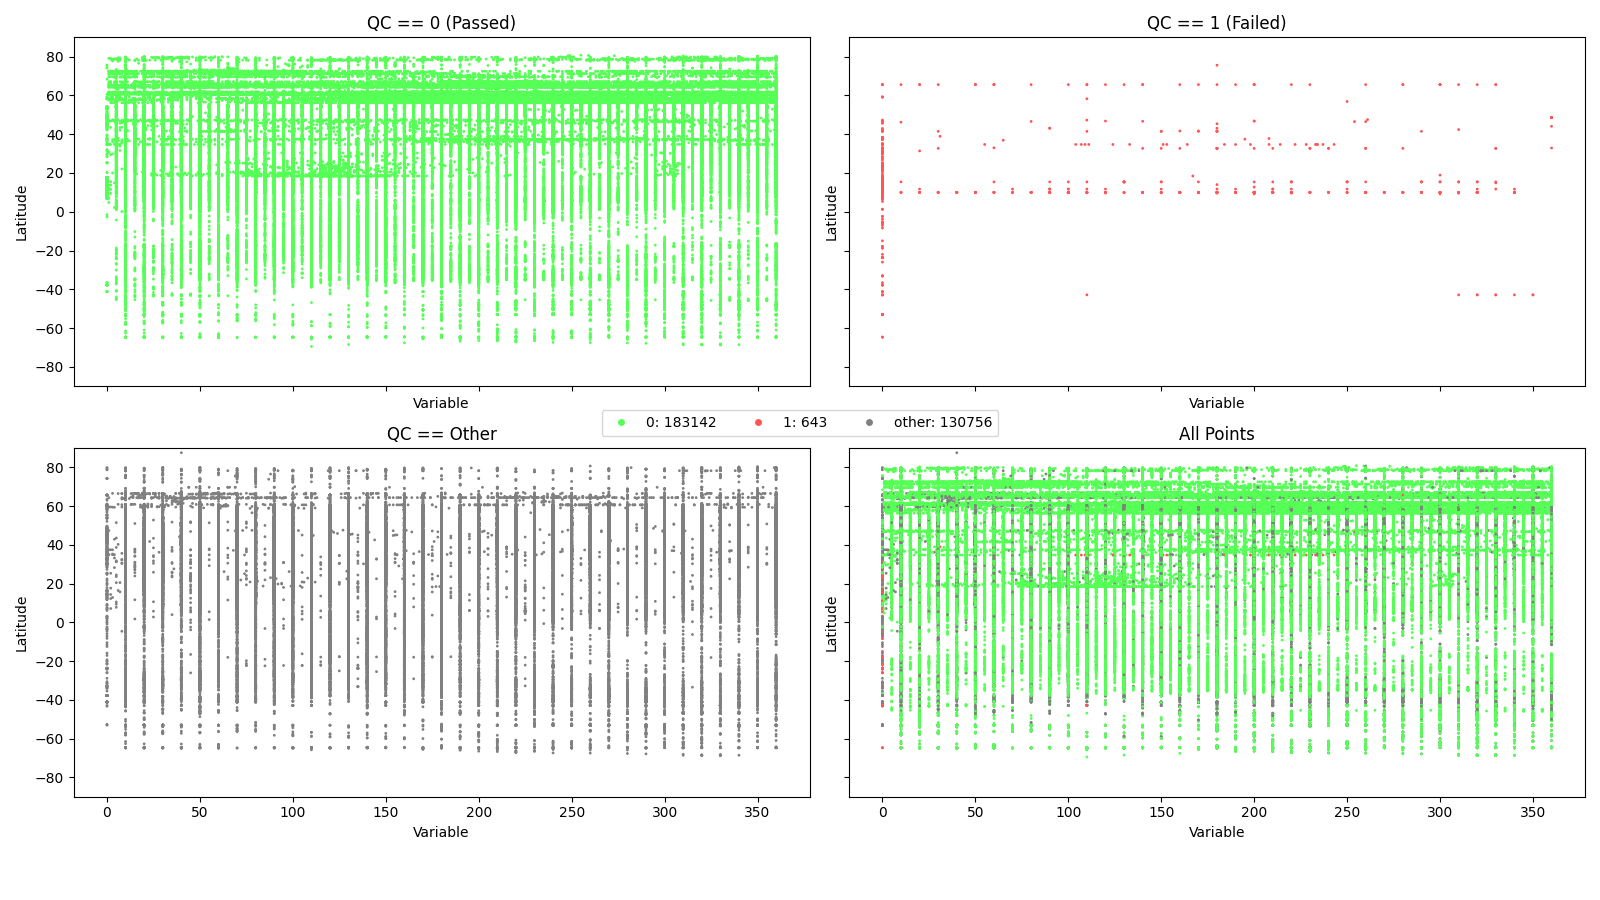 QC == 0 (Passed)
QC == 1 (Failed)
80
60
40
20
0
−20
−40
−60
−80
Latitude
Latitude
Variable
Variable
0: 183142 1: 643 other: 130756
QC == Other
All Points
80
60
40
20
0
−20
−40
−60
−80
Latitude
Latitude
0 50 100 150 200 250 300 350
0 50 100 150 200 250 300 350
Variable
Variable